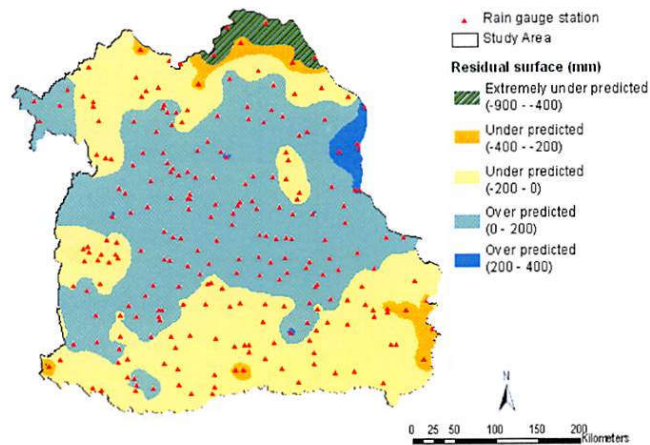 Rain gauge station
Study Area
Residual surface (mm)
Extremely under predicted
(-900 - -400)
Under predicted
(-400 - -200)
Under predicted
(-200 - 0)
Over predicted
(0 - 200)
Over predicted
(200 - 400)
N
0 25 50 100 150 200
Kilometers